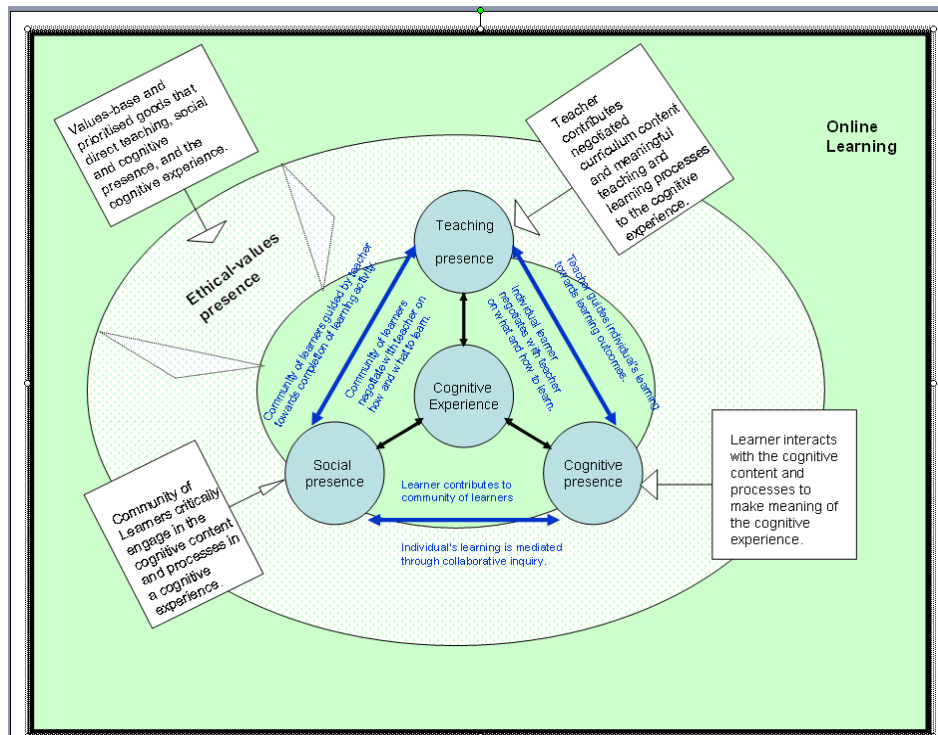 Values-base and
prioritised goods that
direct teaching, social
and cognitive
presence, and the
cognitive experience.
Teacher
contributes
negotiated
curriculum content
and meaningful
teaching and
learning processes
to the cognitive
experience.
Online
Learning
Ethical-values
presence
Teaching
presence
Community of learners guided by teacher
towards completion of learning activity.
Community of learners
negotiate with teacher on
how and what to learn.
Individual learner
negotiates with teacher
on what and how to learn.
Teacher guides individual's learning
towards learning outcomes.
Cognitive
Experience
Social
presence
Cognitive
presence
Learner contributes to
community of learners
Individual's learning is mediated
through collaborative inquiry.
Community of
Learners critically
engage in the
cognitive content
and processes in
a cognitive
experience.
Learner interacts
with the cognitive
content and
processes to
make meaning of
the cognitive
experience.